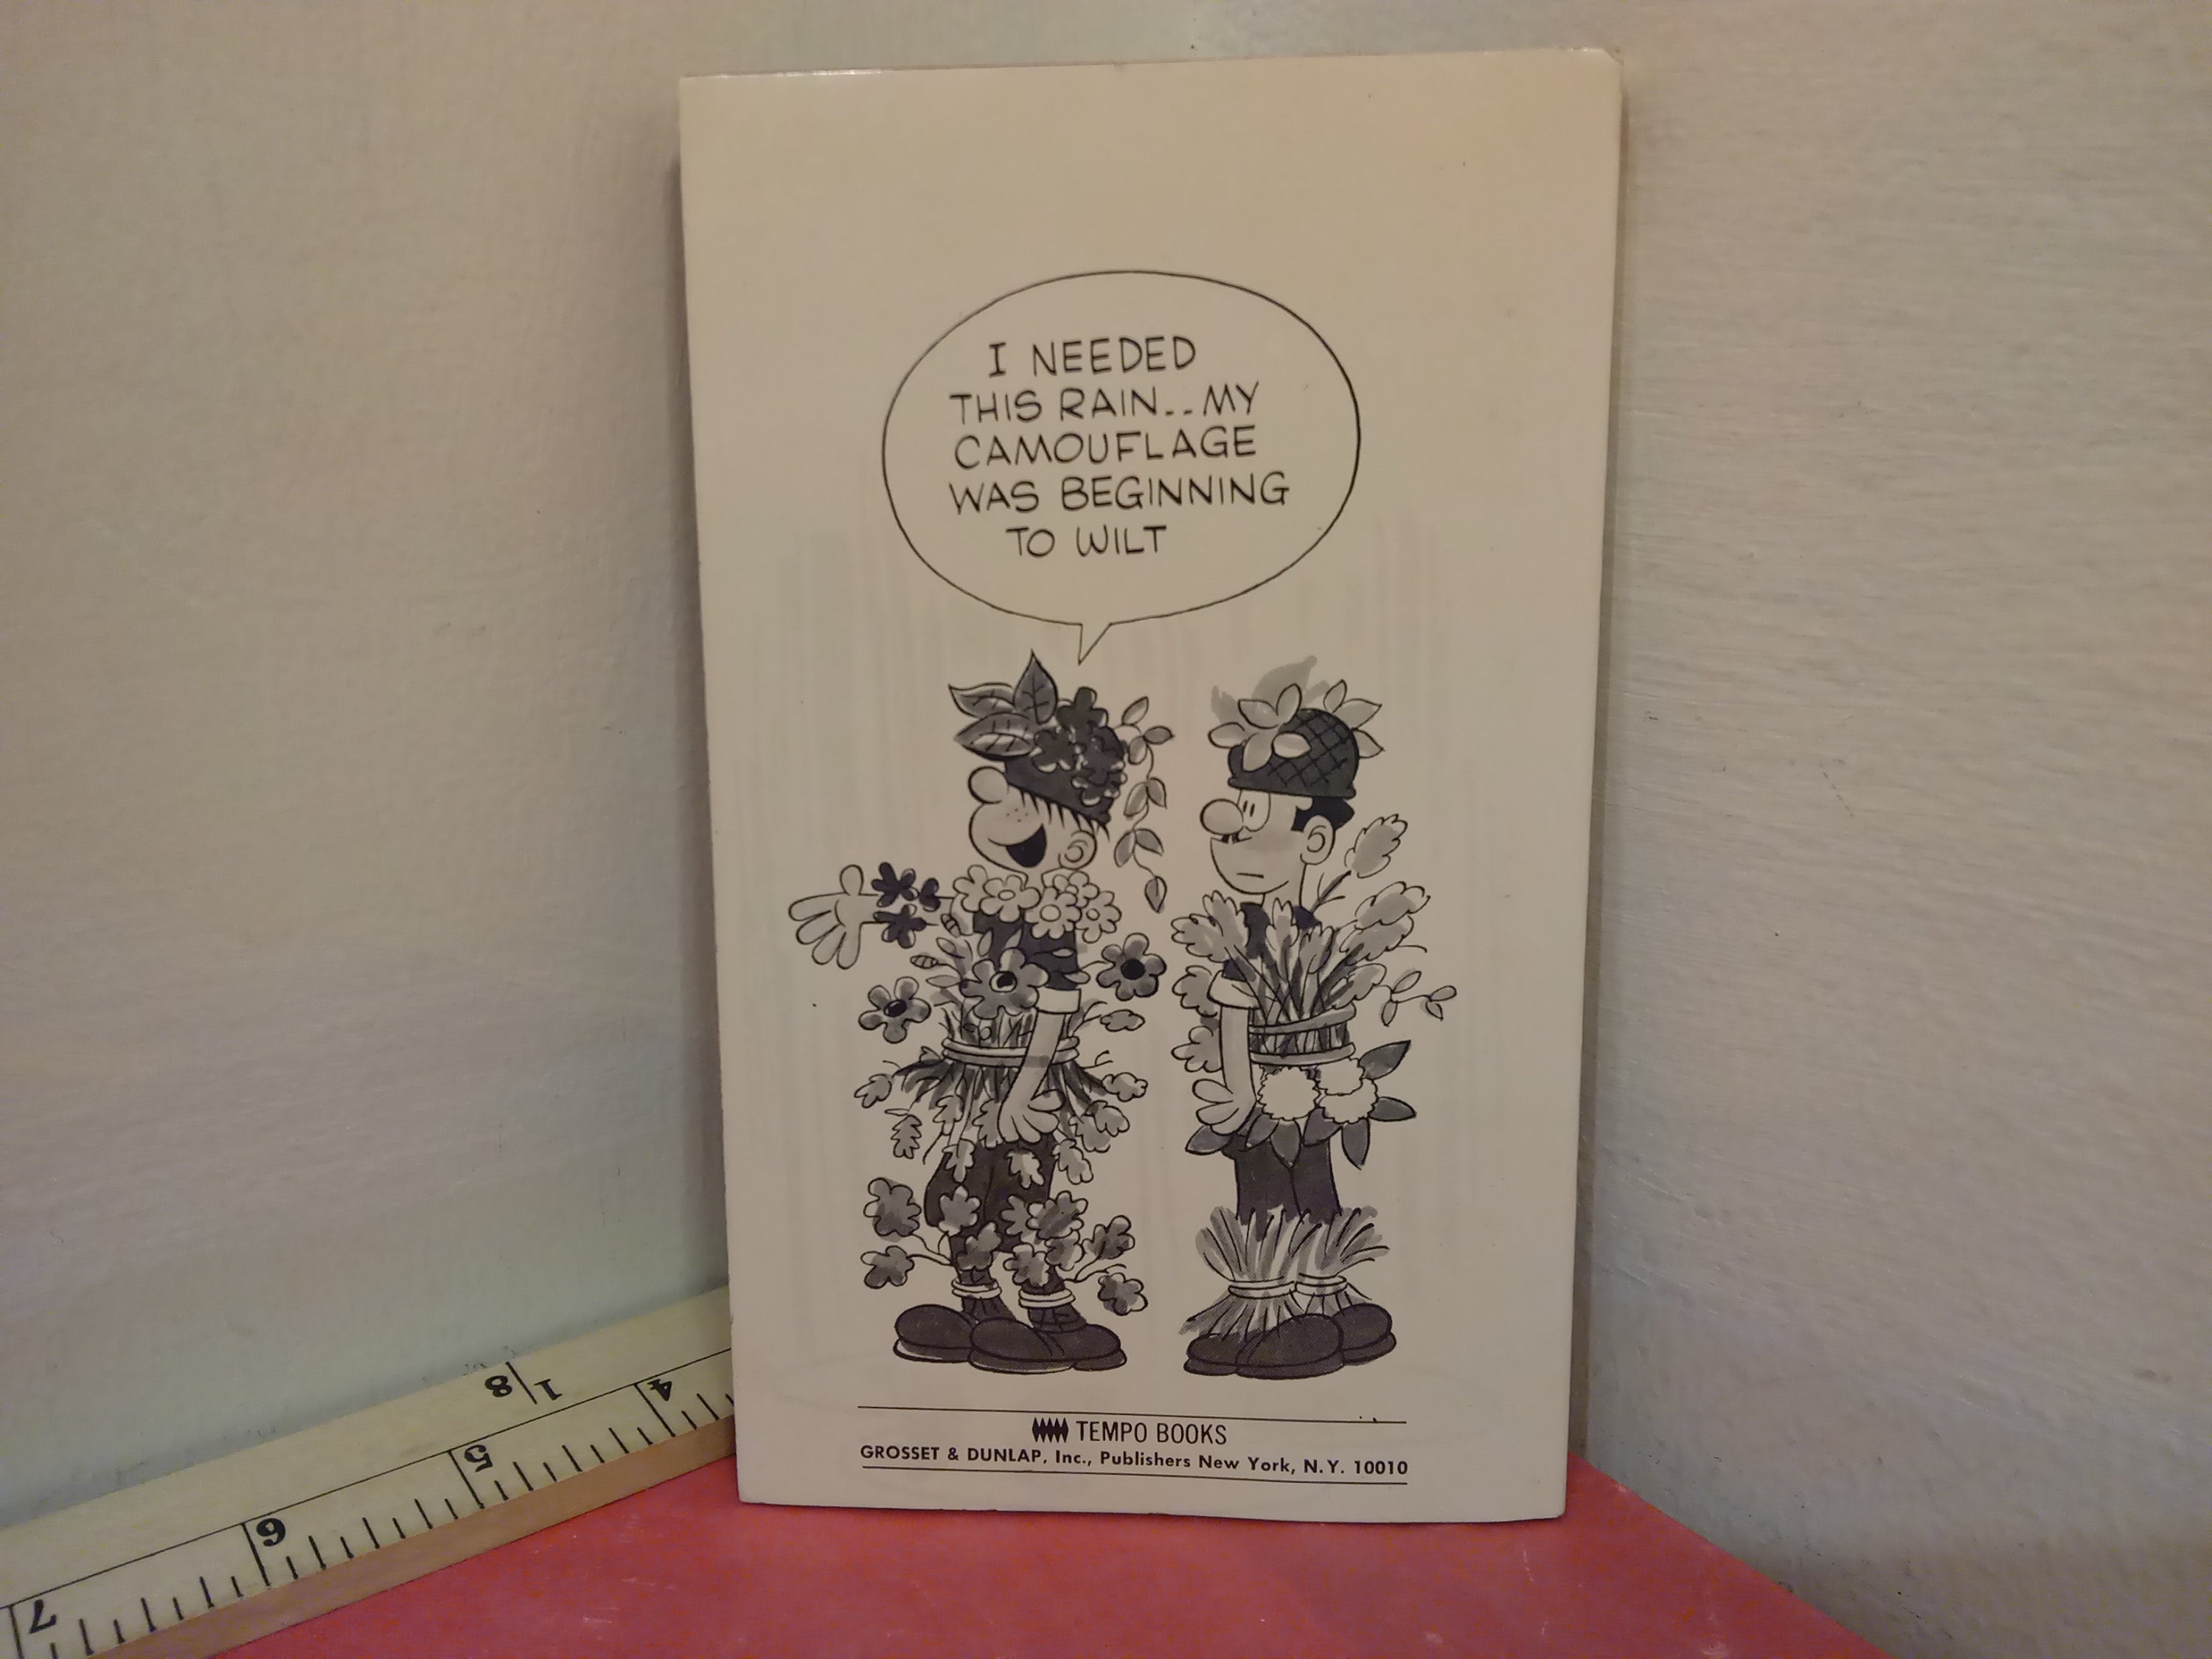 I NEEDED
THIS RAIN..MY
CAMOUFLAGE
WAS BEGINNING
TO WILT
TEMPO BOOKS
GROSSET & DUNLAP, Inc., Publishers New York, N.Y. 10010
1/8
4
5
6
7